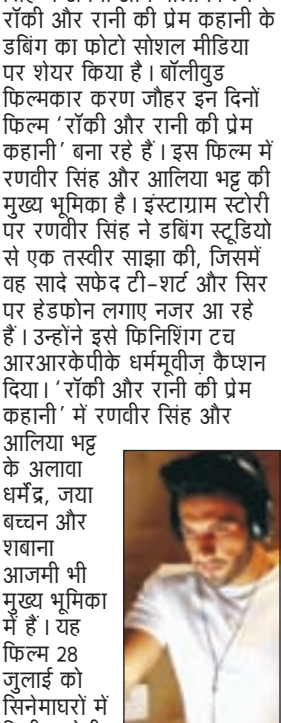 रॉकी और रानी की प्रेम कहानी के
डबिंग का फोटो सोशल मीडिया
पर शेयर किया है। बॉलीवुड
फिल्मकार करण जौहर इन दिनों
फिल्म ‘रॉकी और रानी की प्रेम
कहानी’ बना रहे हैं। इस फिल्म में
रणवीर सिंह और आलिया भट्ट की
मुख्य भूमिका है। इंस्टाग्राम स्टोरी
पर रणवीर सिंह ने डबिंग स्टूडियो
से एक तस्वीर साझा की, जिसमें
वह सादे सफेद टी-शर्ट और सिर
पर हेडफोन लगाए नजर आ रहे
हैं। उन्होंने इसे फिनिशिंग टच
आरआरकेपीके धर्ममूवीज़ कैप्शन
दिया। ‘रॉकी और रानी की प्रेम
कहानी’ में रणवीर सिंह और
आलिया भट्ट
के अलावा
धर्मेंद्र, जया
बच्चन और
शबाना
आजमी भी
मुख्य भूमिका
में हैं। यह
फिल्म 28
जुलाई को
सिनेमाघरों में